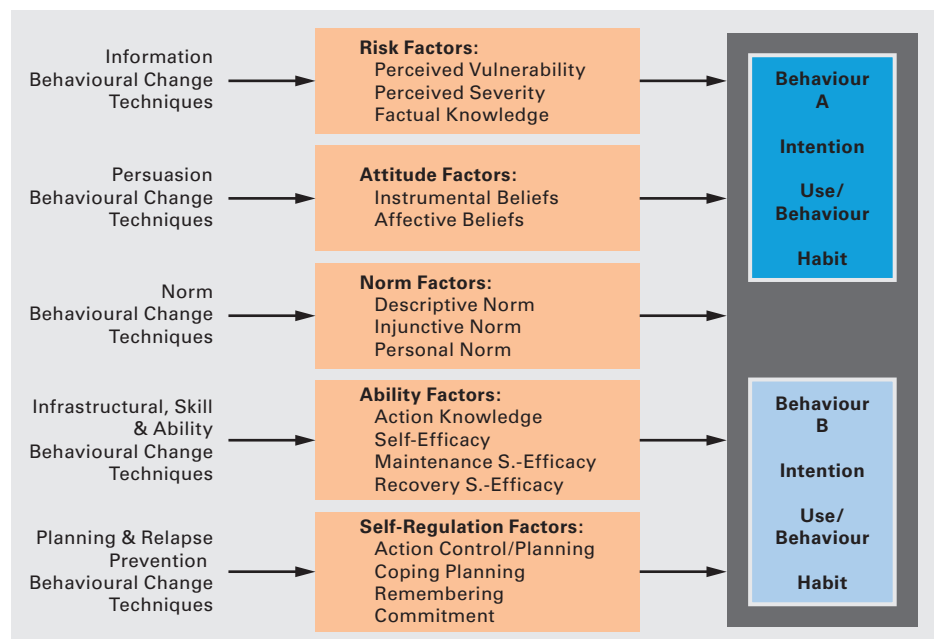 Information
Behavioural Change
Techniques
Risk Factors:
Perceived Vulnerability
Perceived Severity
Factual Knowledge
Persuasion
Behavioural Change
Techniques
Attitude Factors:
Instrumental Beliefs
Affective Beliefs
Norm
Behavioural Change
Techniques
Norm Factors:
Descriptive Norm
Injunctive Norm
Personal Norm
Infrastructural, Skill
& Ability
Behavioural Change
Techniques
Ability Factors:
Action Knowledge
Self-Efficacy
Maintenance S.-Efficacy
Recovery S.-Efficacy
Planning & Relapse
Prevention
Behavioural Change
Techniques
Self-Regulation Factors:
Action Control/Planning
Coping Planning
Remembering
Commitment
Behaviour
A
Intention
Use/
Behaviour
Habit
Behaviour
B
Intention
Use/
Behaviour
Habit